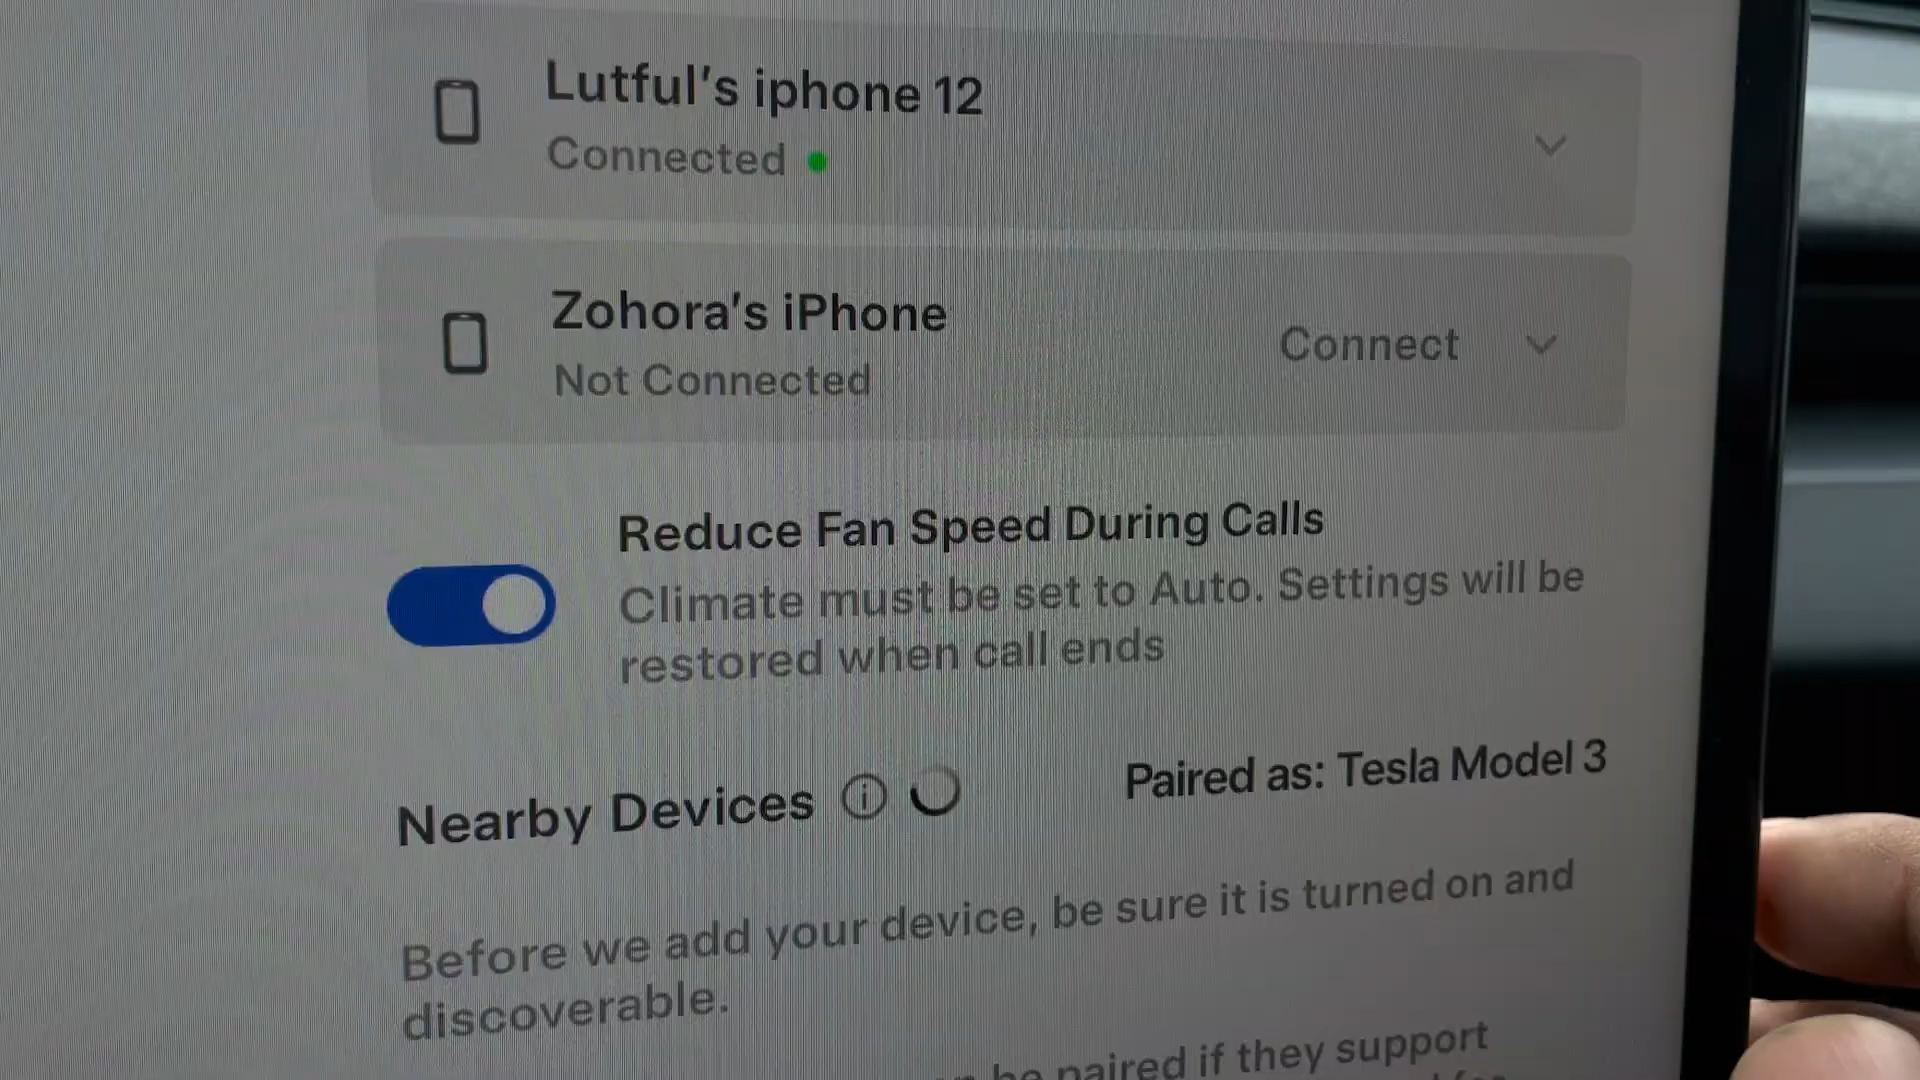 Lutful's iphone 12
Connected
Zohora's iPhone
Not Connected
Connect
Reduce Fan Speed During Calls
Climate must be set to Auto. Settings will be
restored when call ends
Nearby Devices
Paired as: Tesla Model 3
Before we add your device, be sure it is turned on and
discoverable.
be paired if they support